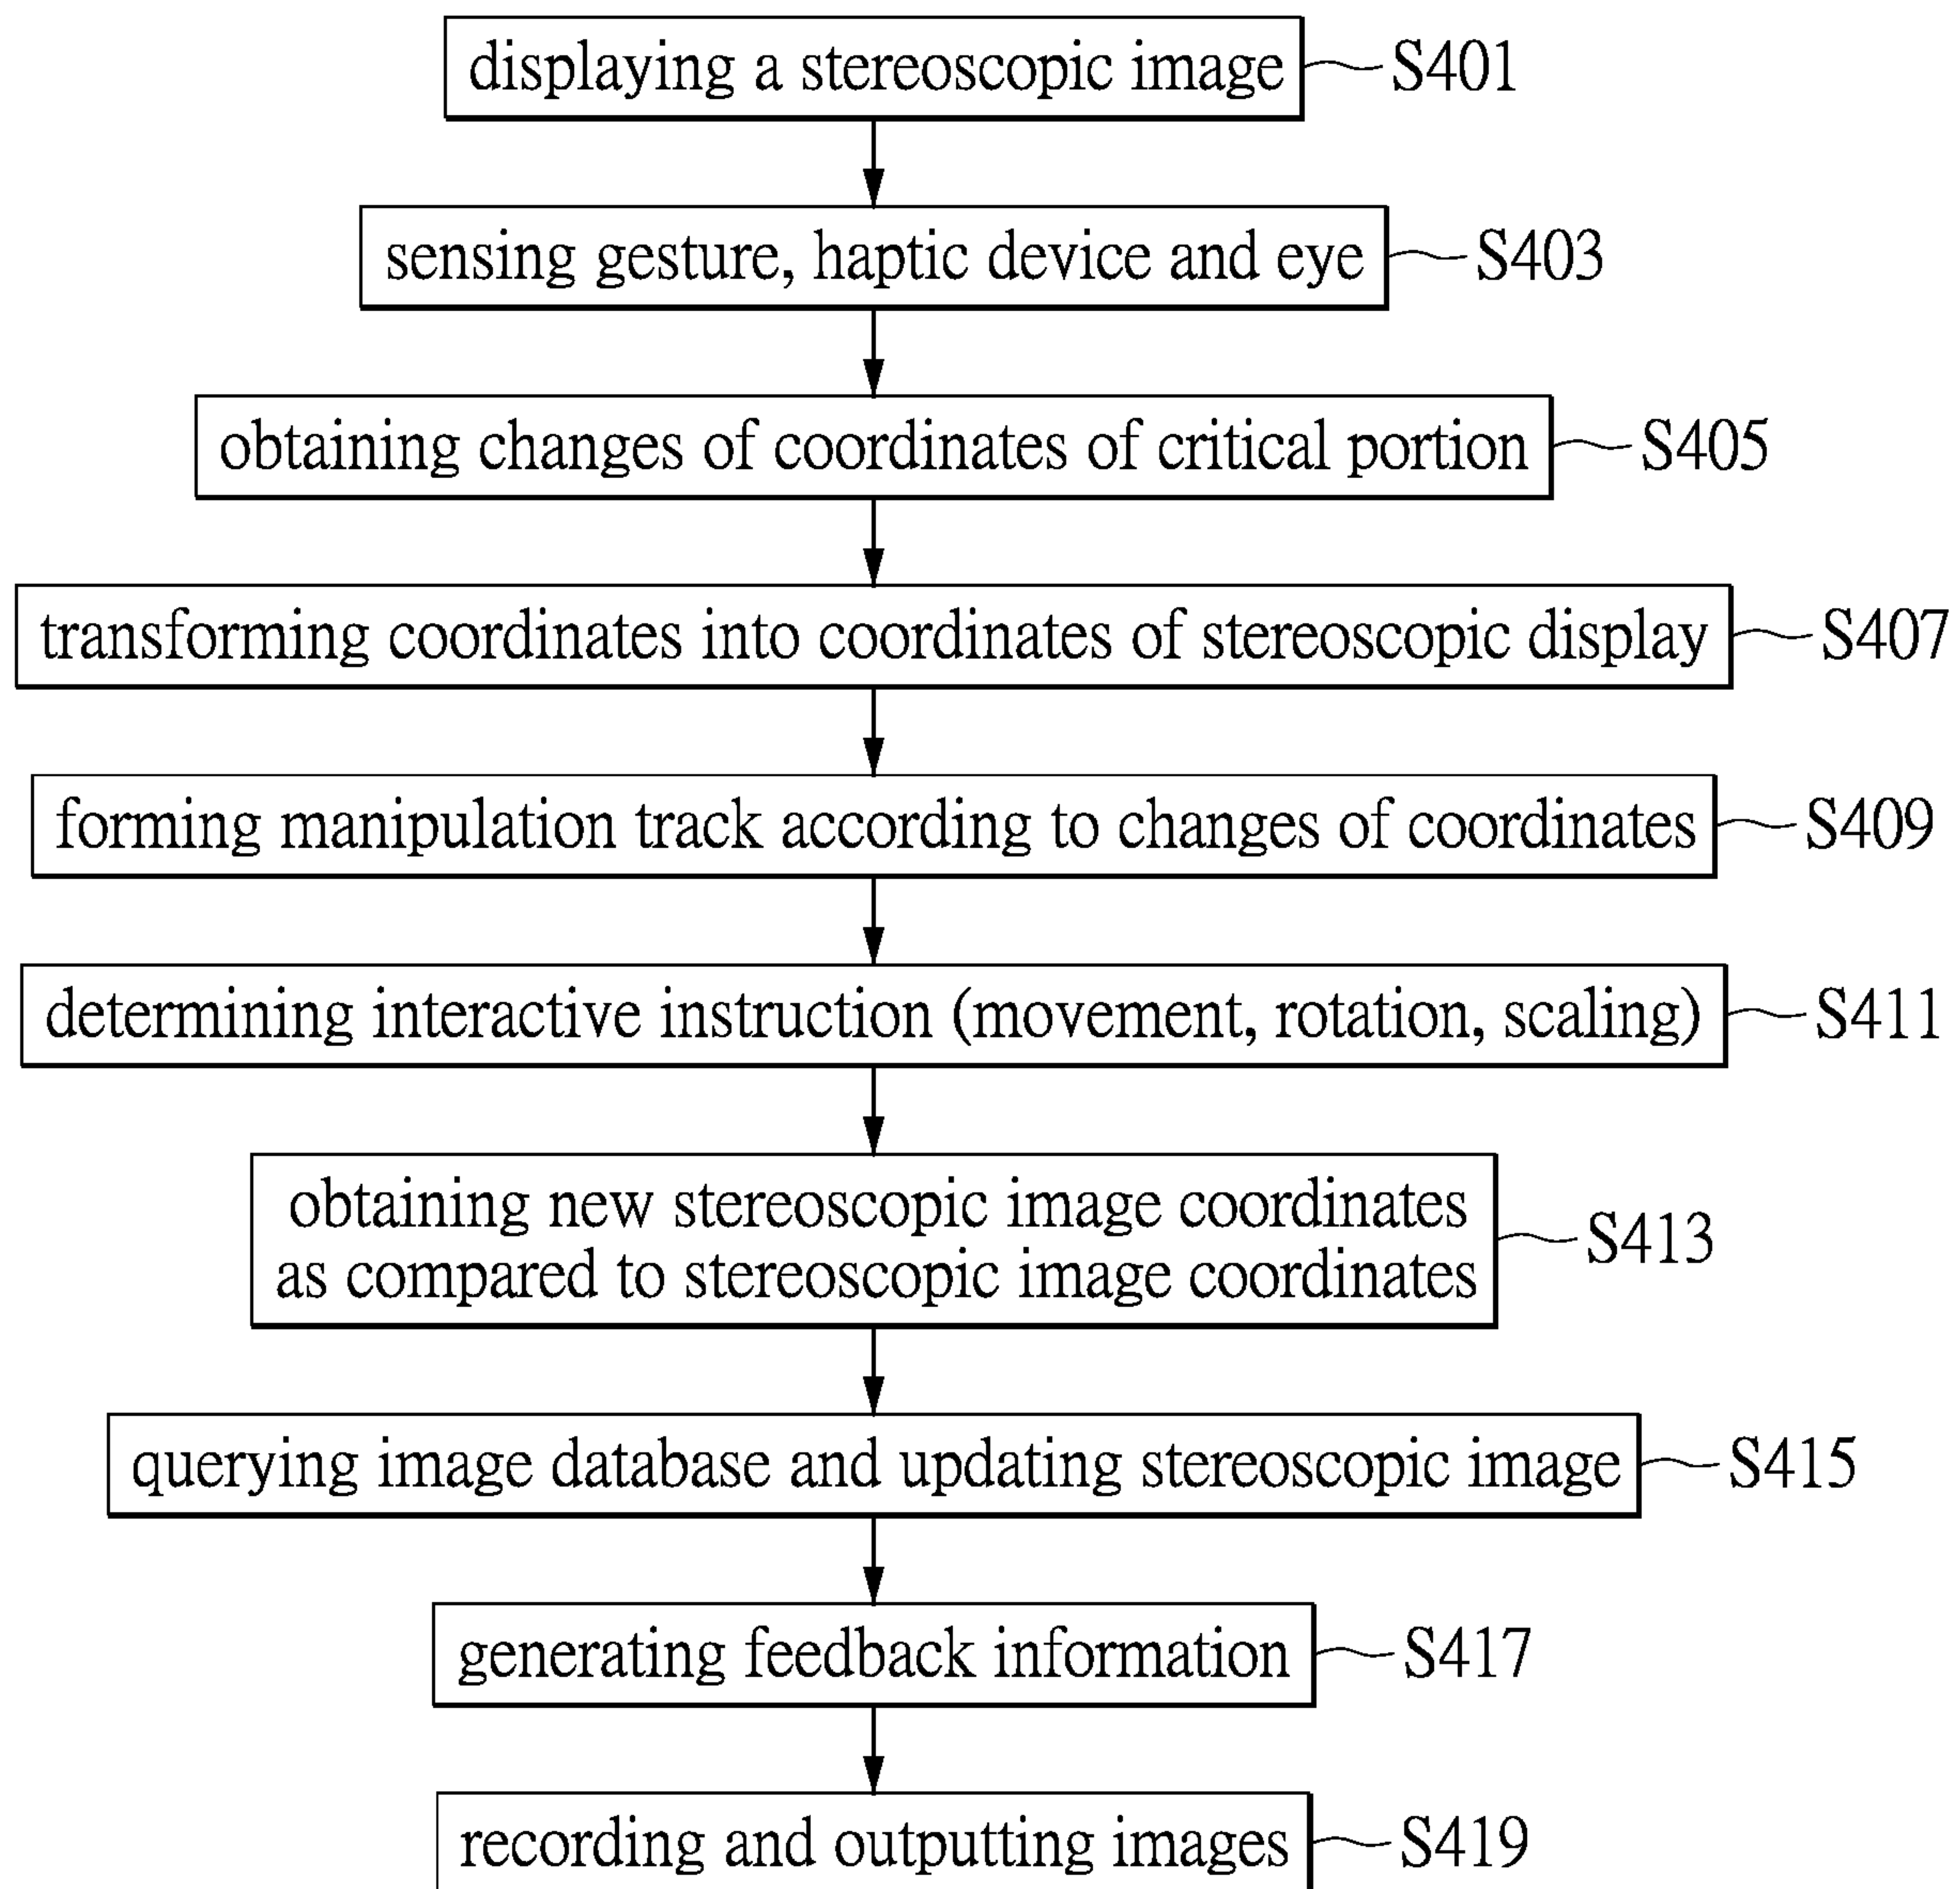 displaying a stereoscopic image S401
sensing gesture, haptic device and eye S403
obtaining changes of coordinates of critical portion S405
transforming coordinates into coordinates of stereoscopic display S407
forming manipulation track according to changes of coordinates S409
determining interactive instruction (movement, rotation, scaling) S411
obtaining new stereoscopic image coordinates
as compared to stereoscopic image coordinates S413
querying image database and updating stereoscopic image S415
generating feedback information S417
recording and outputting images S419